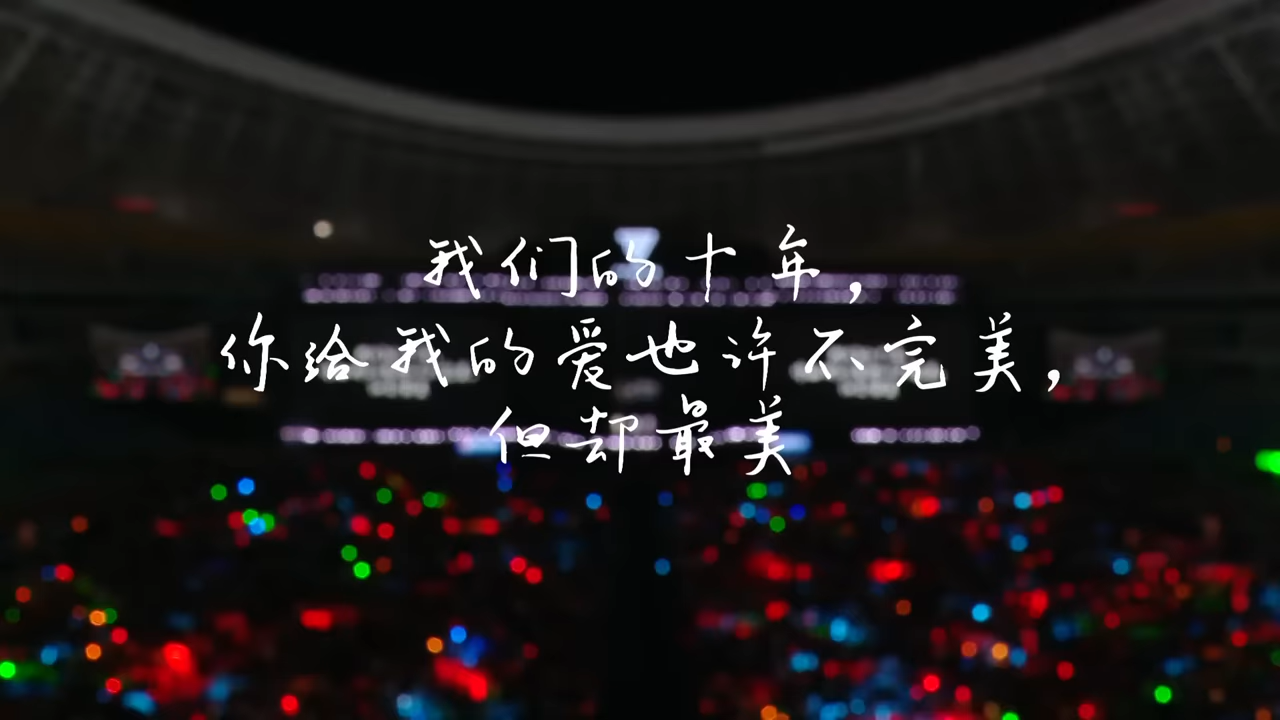 我们的十年，
你给我的爱也许不完美，
但却最美